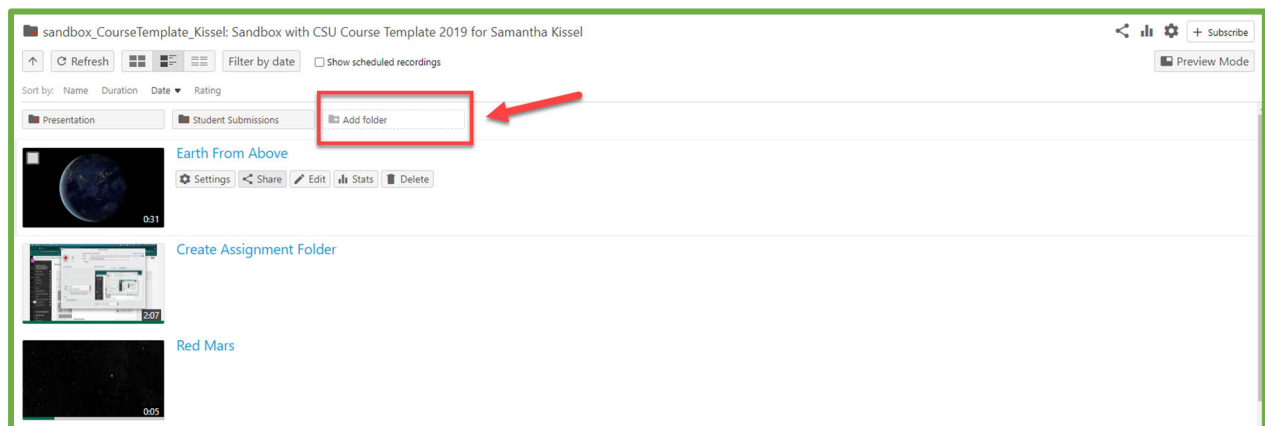 sandbox_CourseTemplate_Kissel: Sandbox with CSU Course Template 2019 for Samantha Kissel
+ Subscribe
Refresh
Filter by date
Show scheduled recordings
Preview Mode
Sort by: Name Duration Date ▼ Rating
Presentation
Student Submissions
Add folder
Earth From Above
Settings
Share
Edit
Stats
Delete
0:31
Create Assignment Folder
2:07
Red Mars
0:05